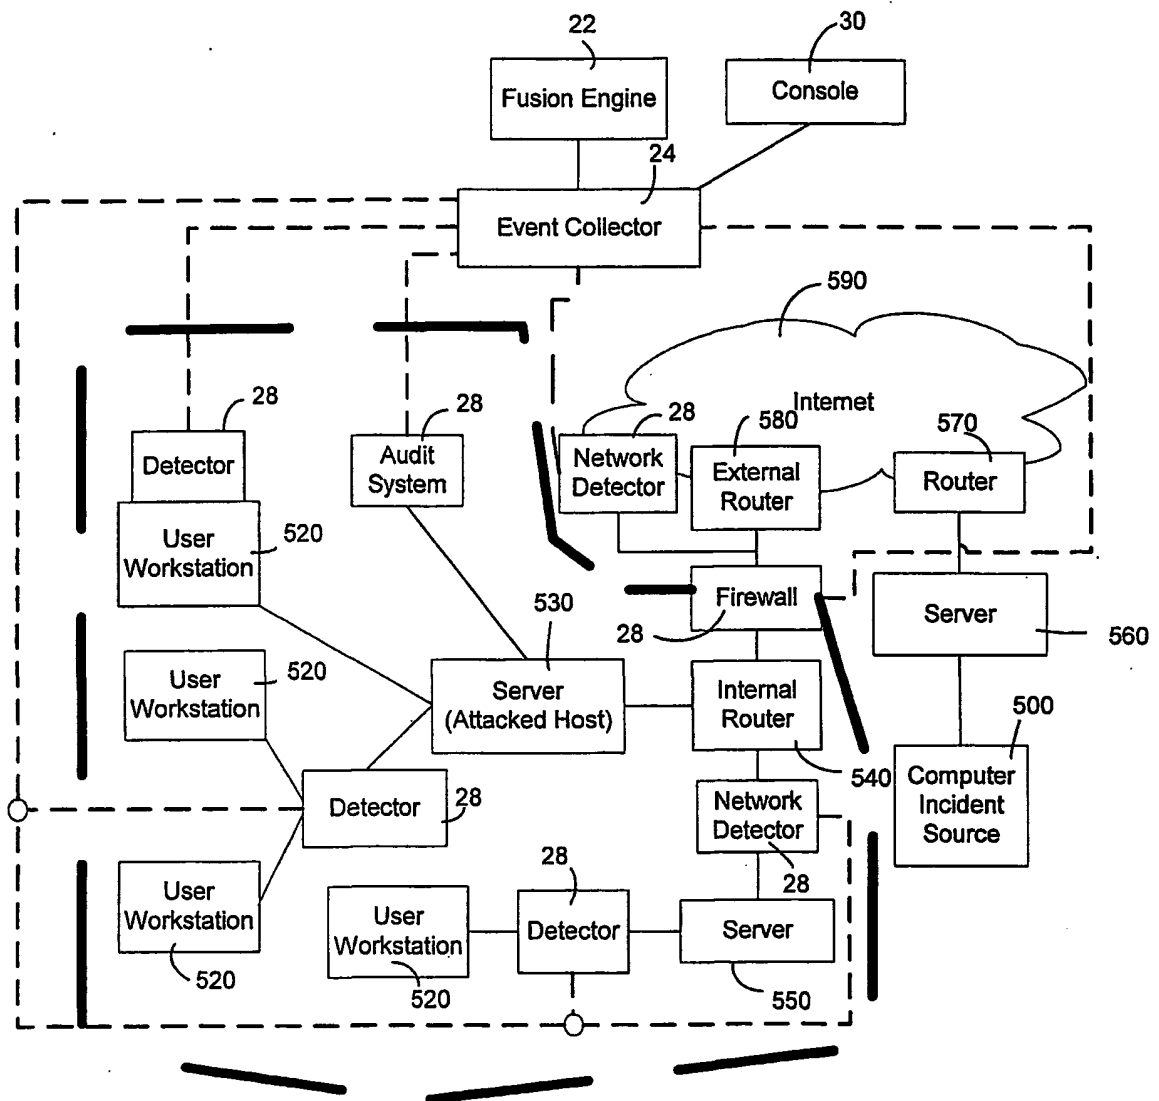 22
30
Fusion Engine
Console
24
Event Collector
590
Internet
28
28
28
580
570
Detector
Audit
System
Network
Detector
External
Router
Router
User
Workstation
520
Firewall
28
Server
560
530
User
Workstation
520
Server
(Attacked Host)
Internal
Router
540
500
Computer
Incident
Source
Detector
28
Network
Detector
28
User
Workstation
520
User
Workstation
520
28
Detector
Server
550